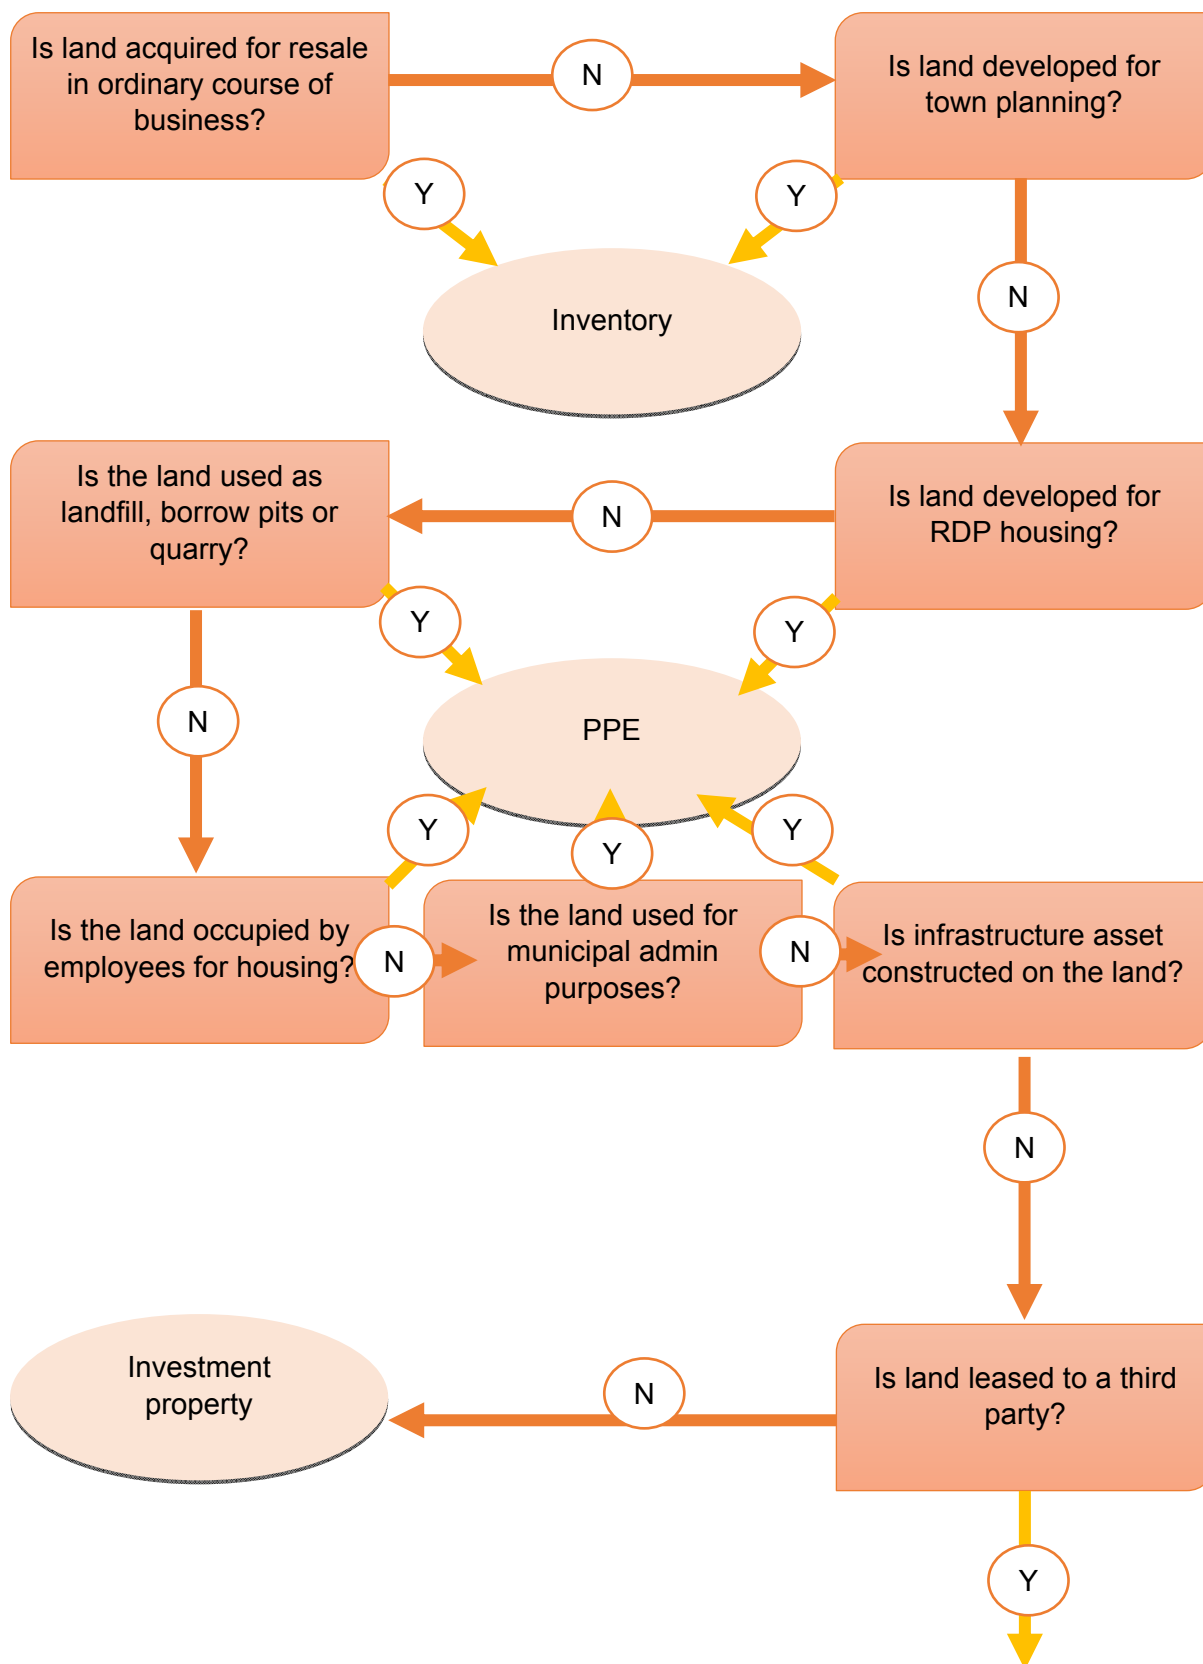 Is land acquired for resale
in ordinary course of
business?
N
Is land developed for
town planning?
Y
Y
Inventory
N
Is the land used as
landfill, borrow pits or
quarry?
N
Is land developed for
RDP housing?
Y
Y
N
PPE
Y
Y
Y
Is the land occupied by
employees for housing?
N
Is the land used for
municipal admin
purposes?
N
Is infrastructure asset
constructed on the land?
N
Investment
property
N
Is land leased to a third
party?
Y